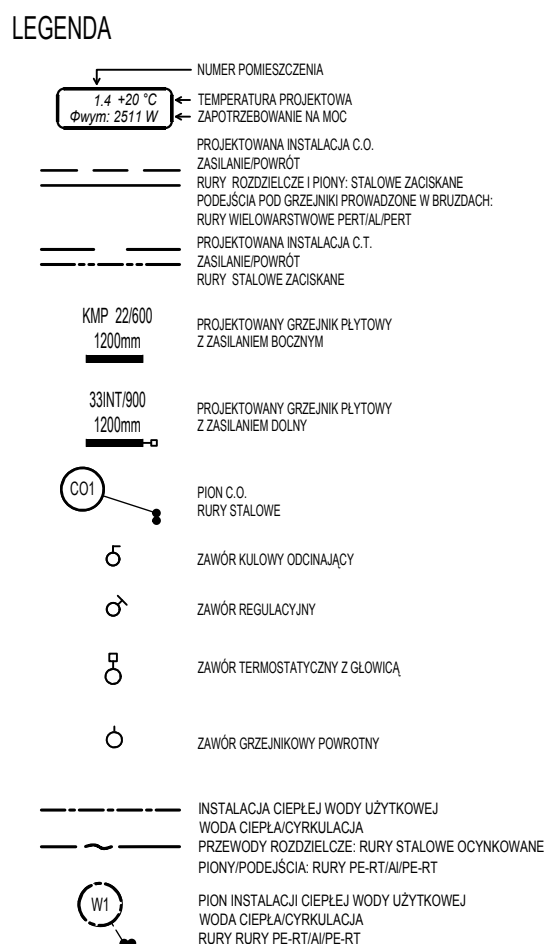 LEGENDA
NUMER POMIESZCZENIA
1.4 +20 °C
TEMPERATURA PROJEKTOWA
Φwym: 2511 W
ZAPOTRZEBOWANIE NA MOC
PROJEKTOWANA INSTALACJA C.O.
ZASILANIE/POWRÓT
RURY ROZDZIELCZE I PIONY: STALOWE ZACISKANE
PODEJŚCIA POD GRZEJNIKI PROWADZONE W BRUZDACH:
RURY WIELOWARSTWOWE PERT/AL/PERT
PROJEKTOWANA INSTALACJA C.T.
ZASILANIE/POWRÓT
RURY STALOWE ZACISKANE
KMP 22/600
1200mm
PROJEKTOWANY GRZEJNIK PŁYTOWY
Z ZASILANIEM BOCZNYM
33INT/900
1200mm
PROJEKTOWANY GRZEJNIK PŁYTOWY
Z ZASILANIEM DOLNY
CO1
PION C.O.
RURY STALOWE
ZAWÓR KULOWY ODCINAJĄCY
ZAWÓR REGULACYJNY
ZAWÓR TERMOSTATYCZNY Z GŁOWICĄ
ZAWÓR GRZEJNIKOWY POWROTNY
INSTALACJA CIEPŁEJ WODY UŻYTKOWEJ
WODA CIEPŁA/CYRKULACJA
PRZEWODY ROZDZIELCZE: RURY STALOWE OCYNKOWANE
PIONY/PODEJŚCIA: RURY PE-RT/Al/PE-RT
W1
PION INSTALACJI CIEPŁEJ WODY UŻYTKOWEJ
WODA CIEPŁA/CYRKULACJA
RURY RURY PE-RT/Al/PE-RT